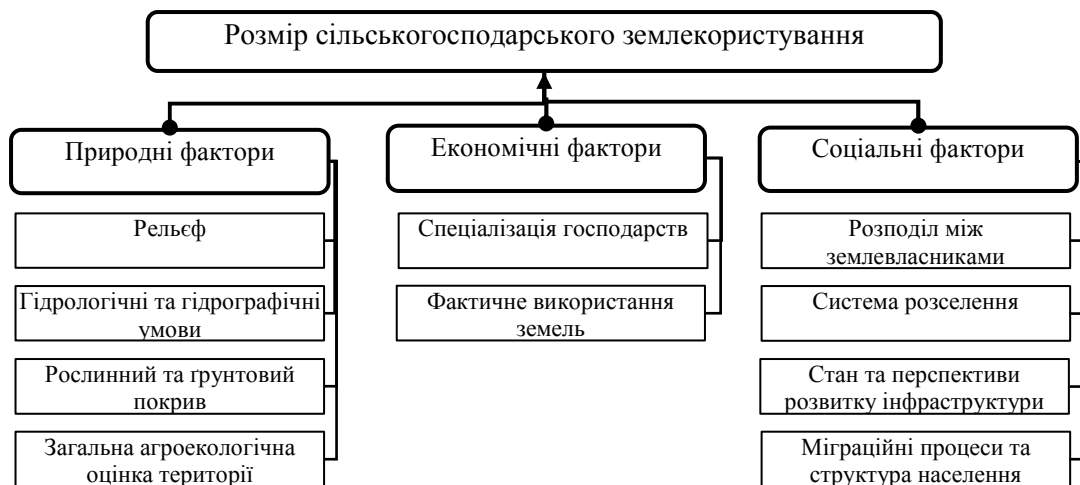 Розмір сільськогосподарського землекористування
Природні фактори
Економічні фактори
Соціальні фактори
Рельєф
Спеціалізація господарств
Розподіл між
землевласниками
Гідрологічні та гідрографічні
умови
Фактичне використання
земель
Система розселення
Рослинний та ґрунтовий
покрив
Стан та перспективи
розвитку інфраструктури
Загальна агроекологічна
оцінка території
Міграційні процеси та
структура населення